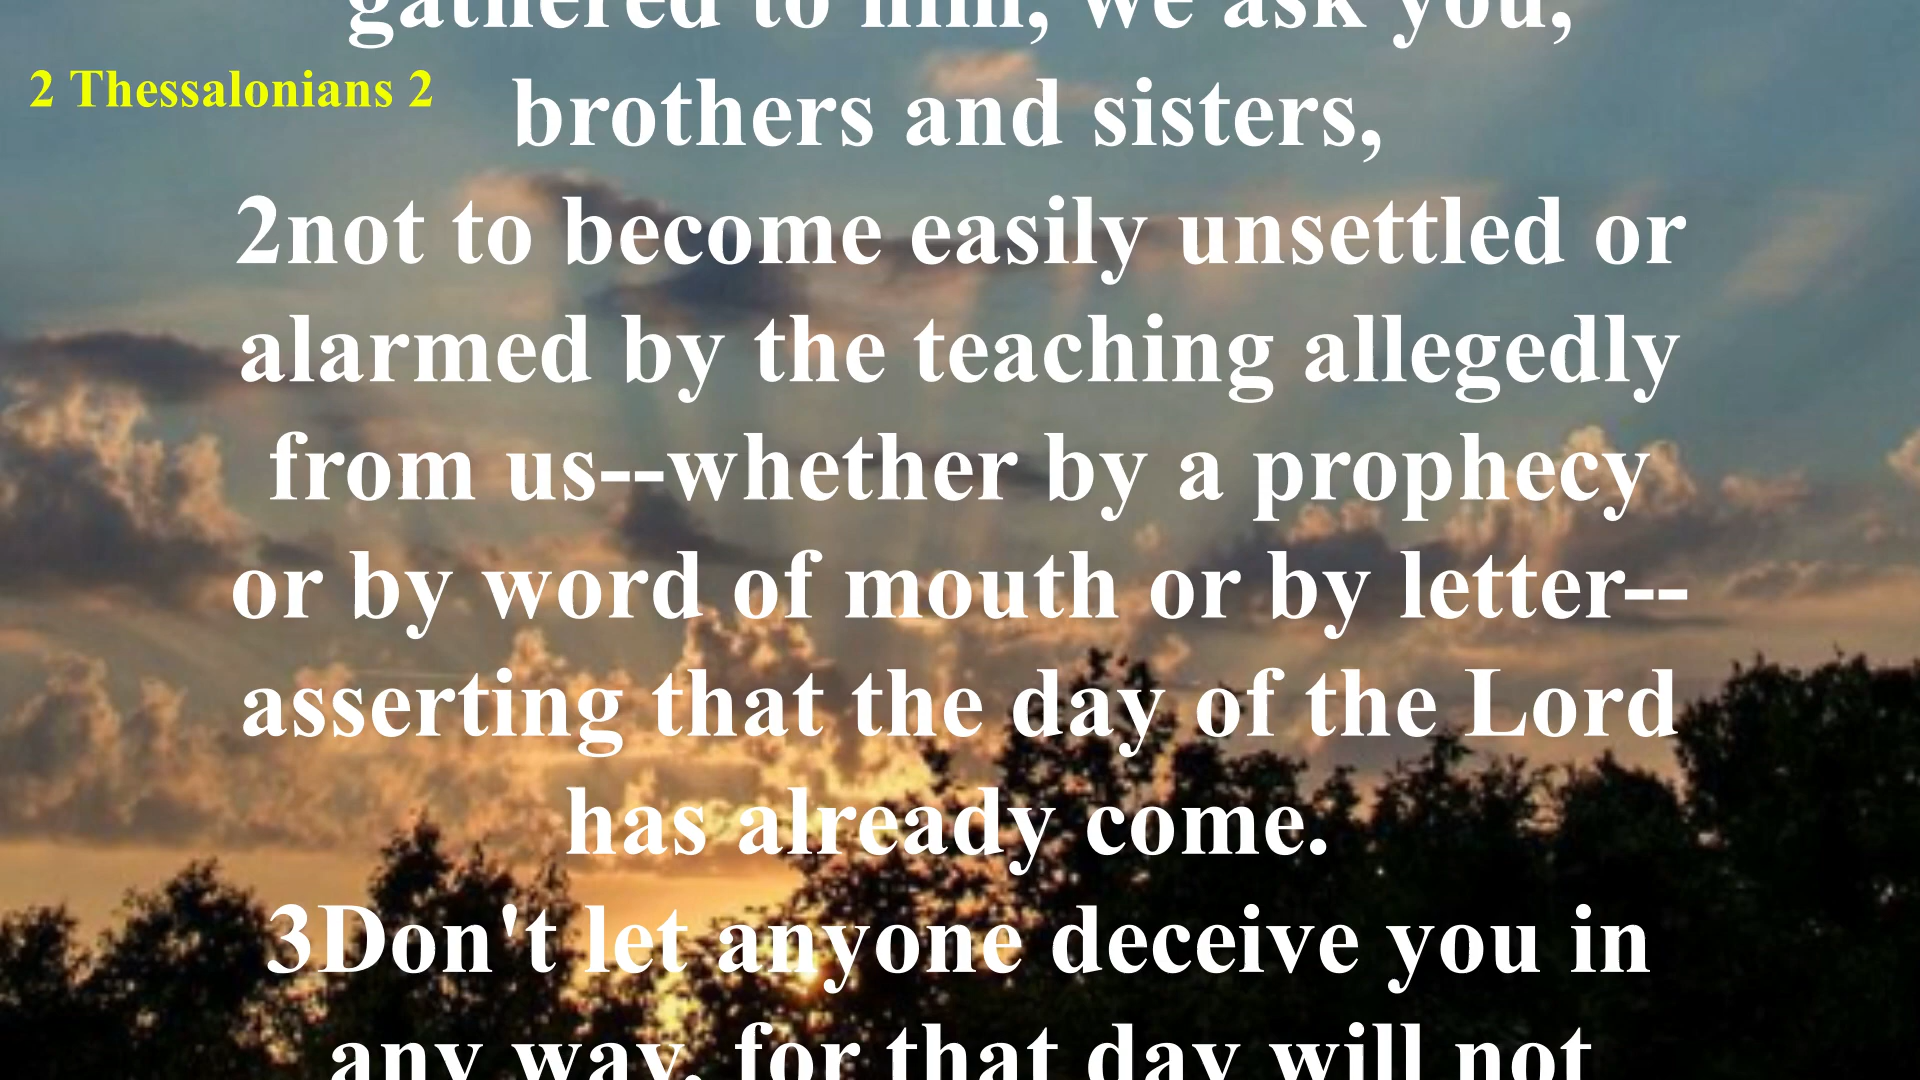 gathered to him, we ask you,
2 Thessalonians 2
brothers and sisters,
2not to become easily unsettled or
alarmed by the teaching allegedly
from us--whether by a prophecy
or by word of mouth or by letter--
asserting that the day of the Lord
has already come.
3Don't let anyone deceive you in
any way, for that day will not